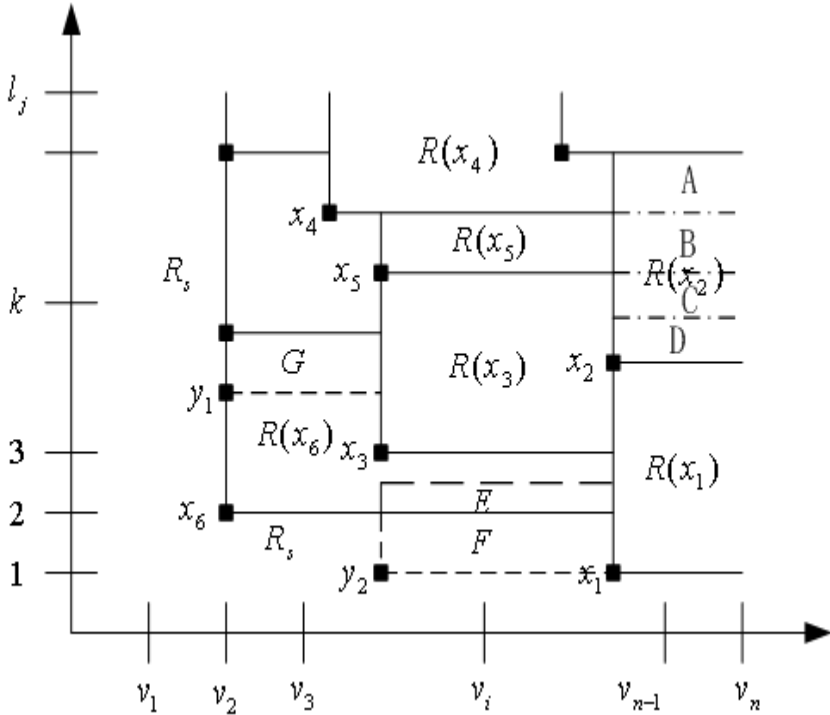 l_j
R(x_4)
A
x_4
R(x_5)
B
R_s
x_5
R(x_2)
k
C
G
R(x_3)
x_2
D
y_1
R(x_6)
3
x_3
R(x_1)
E
2
x_6
R_s
F
1
y_2
x_1
v_1 v_2 v_3 v_i v_{n-1} v_n